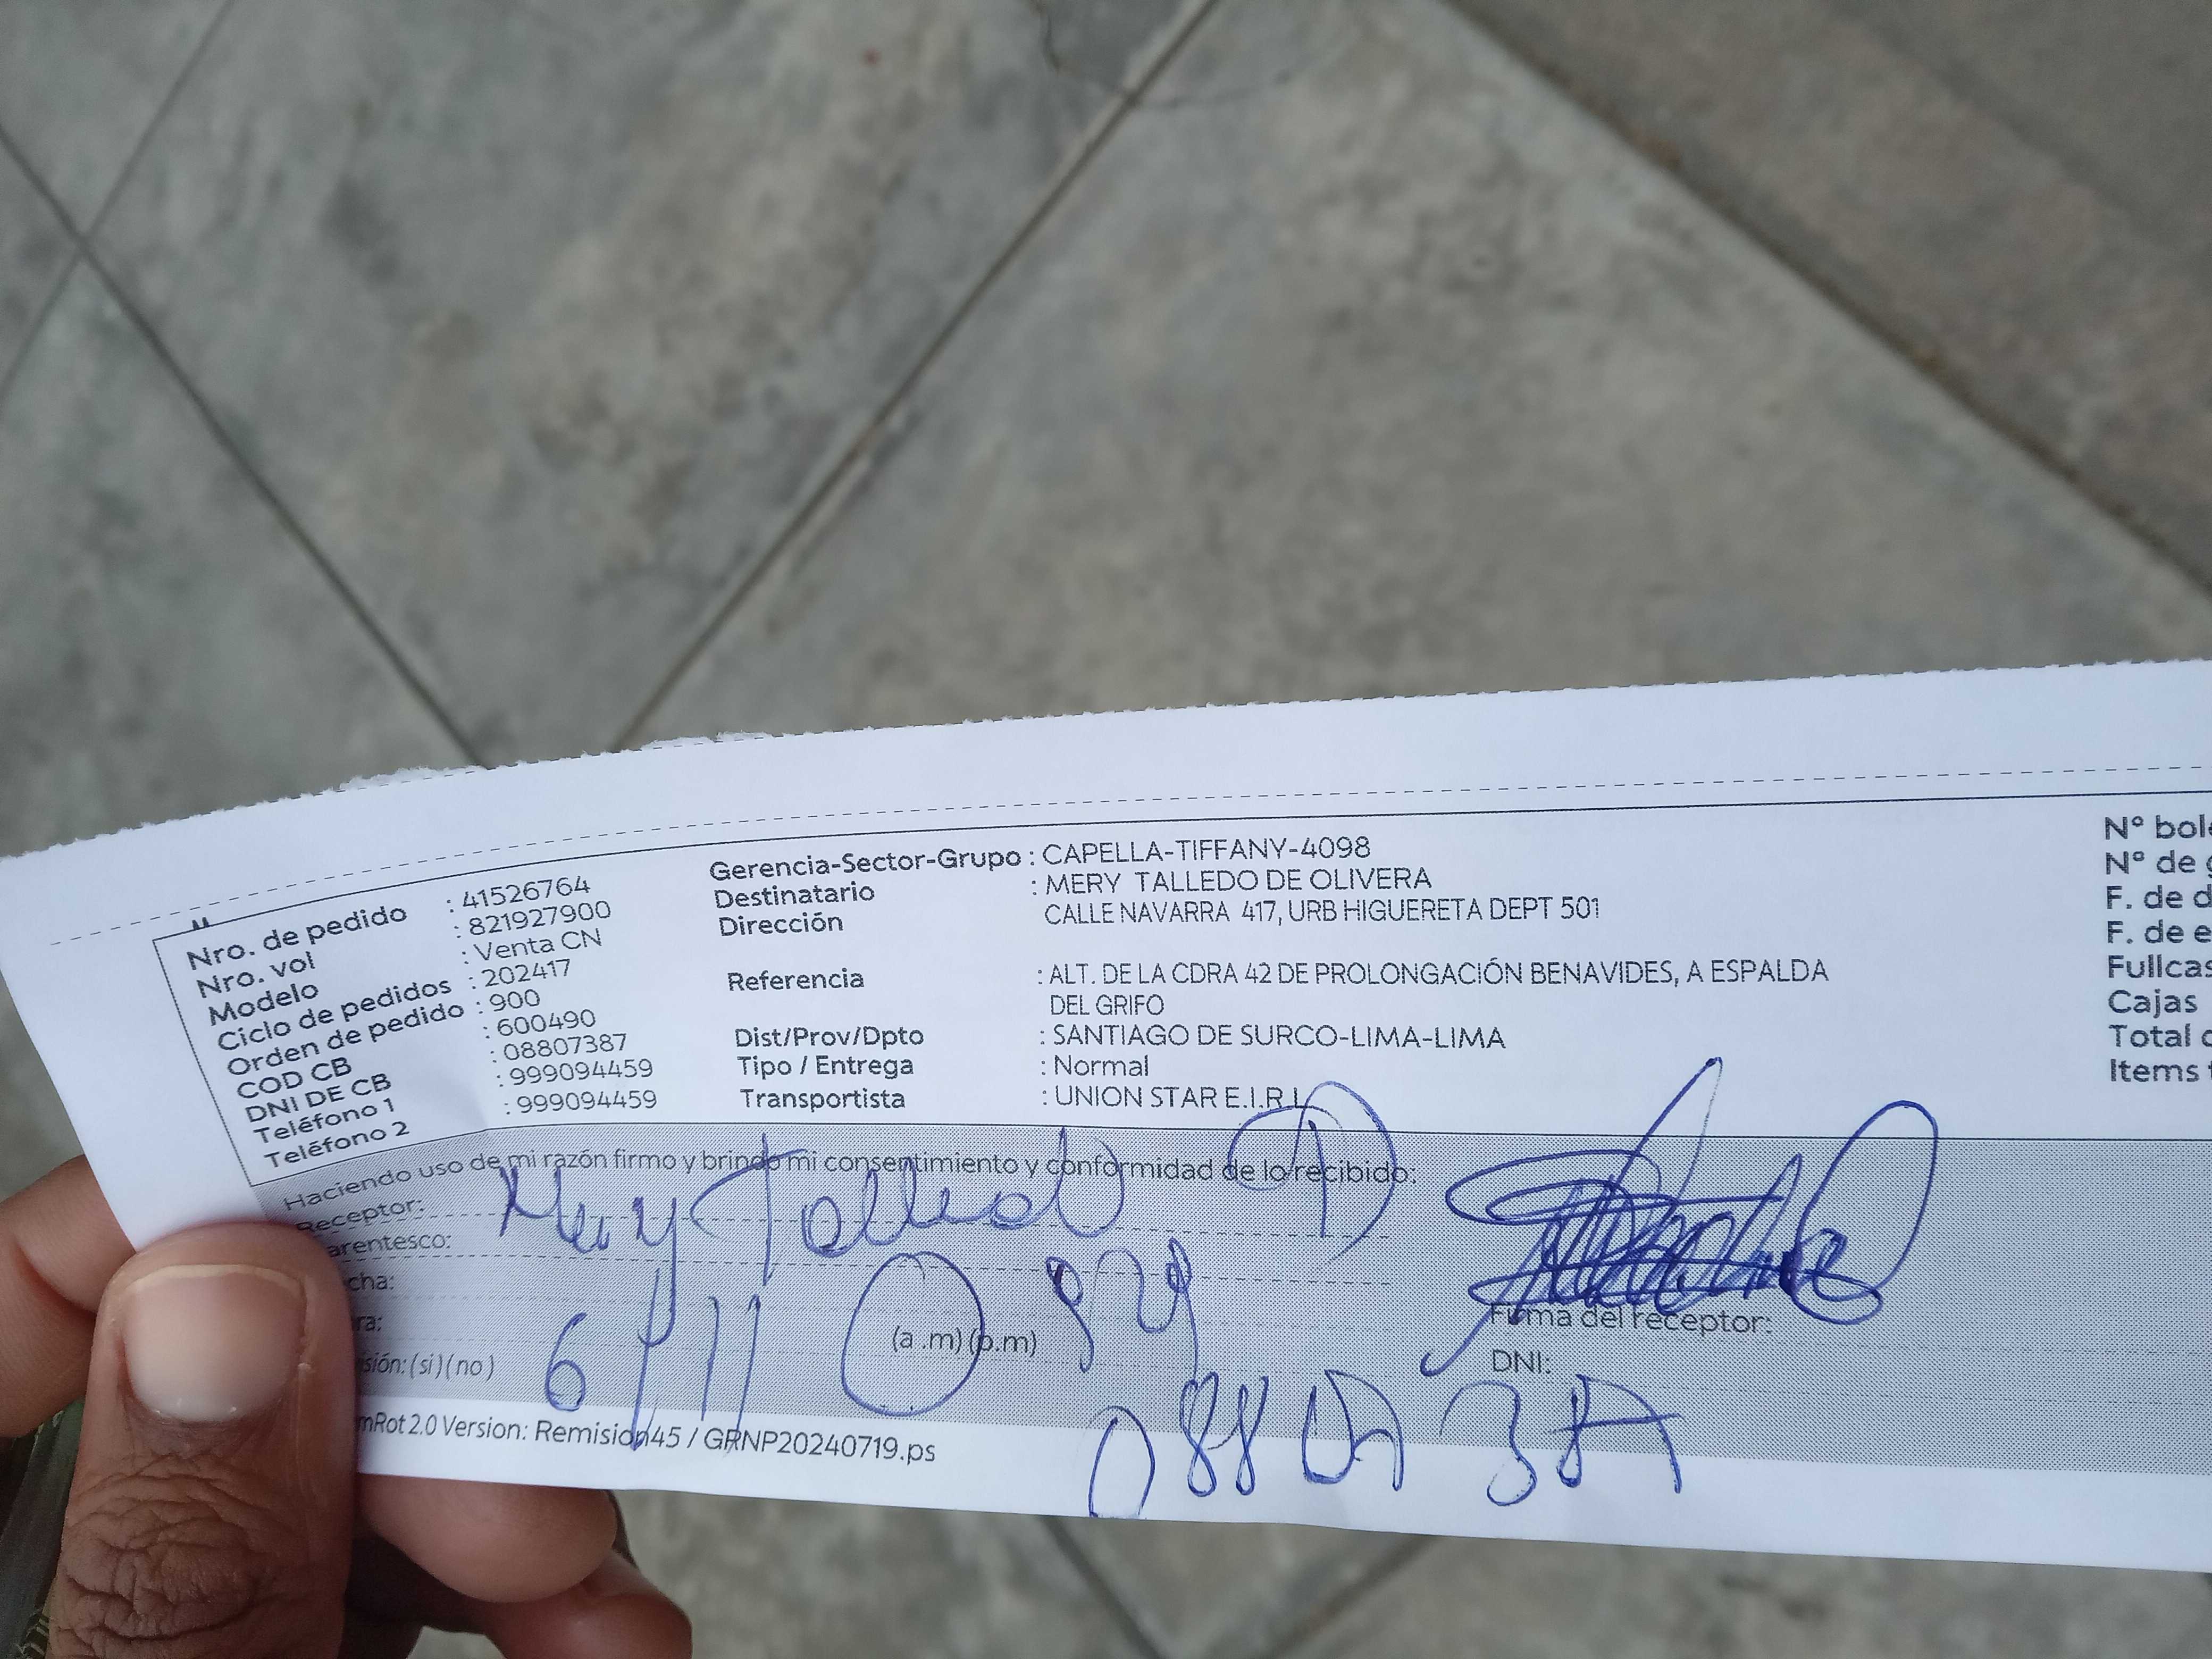 Nro. de pedido : 41526764
Nro. vol : 821927900
Modelo : Venta CN
Ciclo de pedidos : 202417
Orden de pedido : 900
COD CB : 600490
DNI DE CB : 08807387
Teléfono 1 : 999094459
Teléfono 2 : 999094459
Gerencia-Sector-Grupo : CAPELLA-TIFFANY-4098
Destinatario : MERY TALLEDO DE OLIVERA
Dirección CALLE NAVARRA 417, URB HIGUERETA DEPT 501
Referencia : ALT. DE LA CDRA 42 DE PROLONGACIÓN BENAVIDES, A ESPALDA
DEL GRIFO
Dist/Prov/Dpto : SANTIAGO DE SURCO-LIMA-LIMA
Tipo / Entrega : Normal
Transportista : UNION STAR E.I.R.L
N° bol
N° de g
F. de d
F. de e
Fullcas
Cajas
Total c
Items
Haciendo uso de mi razón firmo y brindo mi consentimiento y conformidad de lo recibido:
Receptor: Mery Talledo D
arentesco:
cha:
ra: 6/11 (a .m) (p.m)
sión: (si) (no)
Firma del receptor:
DNI: 08807387
mRot 2.0 Version: Remision45 / GRNP20240719.ps